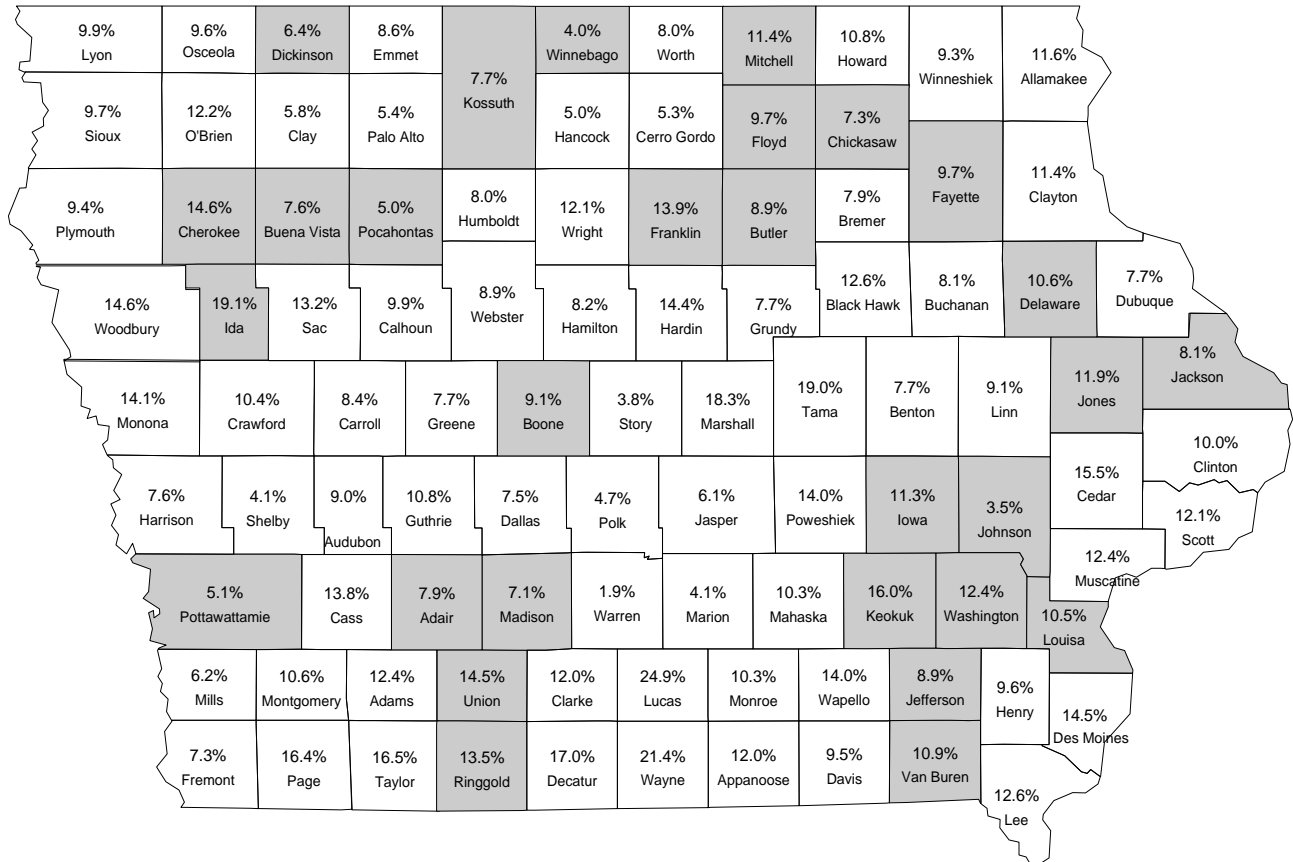 9.9%
Lyon
9.6%
Osceola
6.4%
Dickinson
8.6%
Emmet
7.7%
Kossuth
4.0%
Winnebago
8.0%
Worth
11.4%
Mitchell
10.8%
Howard
9.3%
Winneshiek
11.6%
Allamakee
9.7%
Sioux
12.2%
O'Brien
5.8%
Clay
5.4%
Palo Alto
5.0%
Hancock
5.3%
Cerro Gordo
9.7%
Floyd
7.3%
Chickasaw
9.4%
Plymouth
14.6%
Cherokee
7.6%
Buena Vista
5.0%
Pocahontas
8.0%
Humboldt
12.1%
Wright
13.9%
Franklin
8.9%
Butler
7.9%
Bremer
9.7%
Fayette
11.4%
Clayton
14.6%
Woodbury
19.1%
Ida
13.2%
Sac
9.9%
Calhoun
8.9%
Webster
8.2%
Hamilton
14.4%
Hardin
7.7%
Grundy
12.6%
Black Hawk
8.1%
Buchanan
10.6%
Delaware
7.7%
Dubuque
14.1%
Monona
10.4%
Crawford
8.4%
Carroll
7.7%
Greene
9.1%
Boone
3.8%
Story
18.3%
Marshall
19.0%
Tama
7.7%
Benton
9.1%
Linn
11.9%
Jones
8.1%
Jackson
10.0%
Clinton
7.6%
Harrison
4.1%
Shelby
9.0%
Audubon
10.8%
Guthrie
7.5%
Dallas
4.7%
Polk
6.1%
Jasper
14.0%
Poweshiek
11.3%
Iowa
3.5%
Johnson
15.5%
Cedar
12.1%
Scott
12.4%
Muscatine
5.1%
Pottawattamie
13.8%
Cass
7.9%
Adair
7.1%
Madison
1.9%
Warren
4.1%
Marion
10.3%
Mahaska
16.0%
Keokuk
12.4%
Washington
10.5%
Louisa
6.2%
Mills
10.6%
Montgomery
12.4%
Adams
14.5%
Union
12.0%
Clarke
24.9%
Lucas
10.3%
Monroe
14.0%
Wapello
8.9%
Jefferson
9.6%
Henry
14.5%
Des Moines
7.3%
Fremont
16.4%
Page
16.5%
Taylor
13.5%
Ringgold
17.0%
Decatur
21.4%
Wayne
12.0%
Appanoose
9.5%
Davis
10.9%
Van Buren
12.6%
Lee